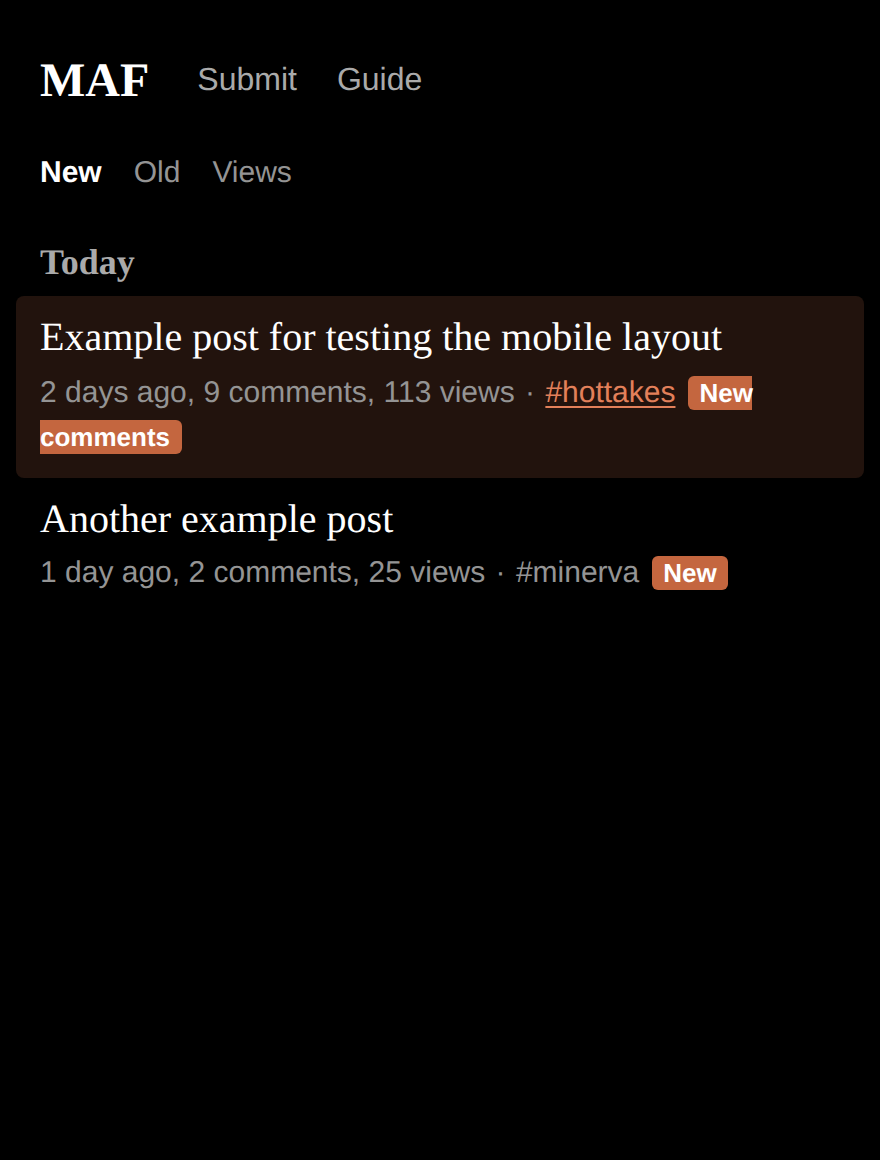 MAF Submit Guide
New Old Views
Today
Example post for testing the mobile layout
2 days ago, 9 comments, 113 views · #hottakes New
comments
Another example post
1 day ago, 2 comments, 25 views · #minerva New